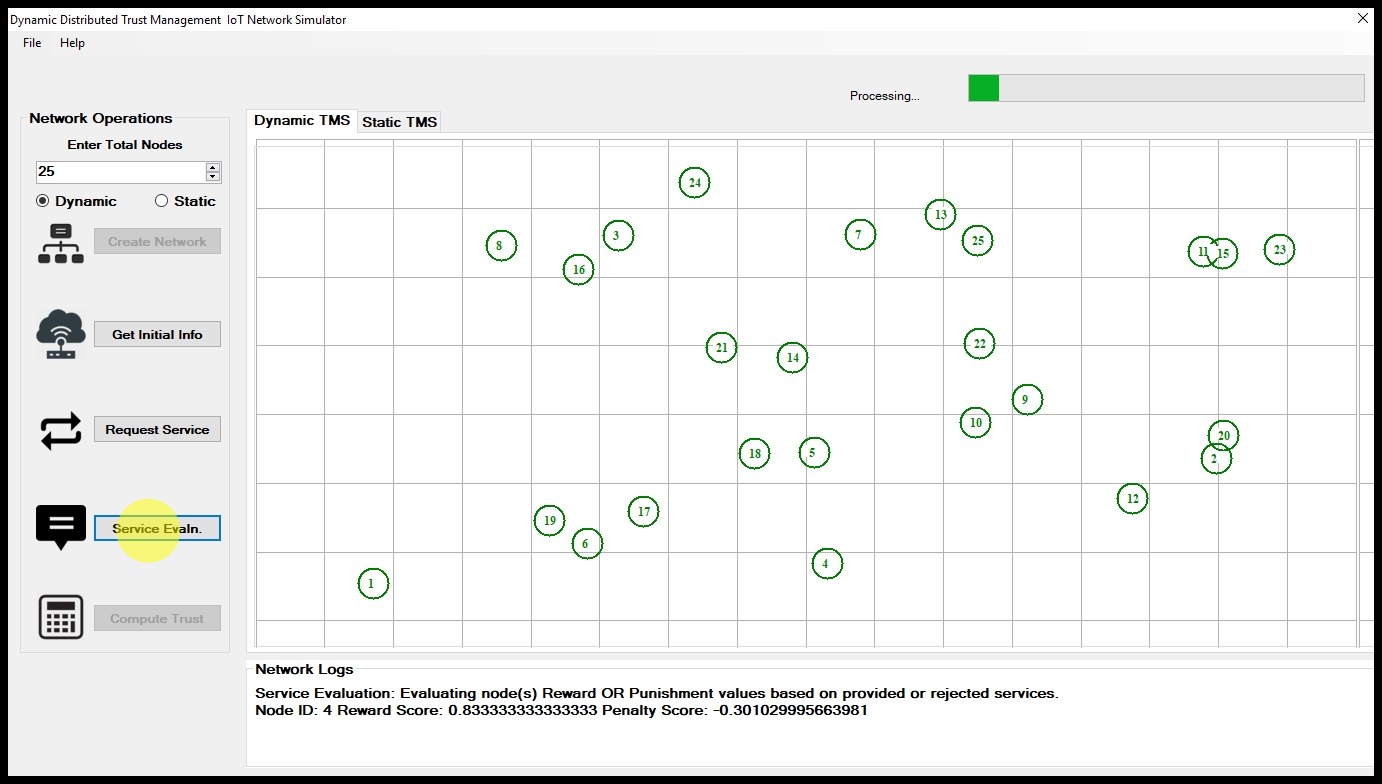 Dynamic Distributed Trust Management IoT Network Simulator
File Help
Processing...
Network Operations
Enter Total Nodes
25
Dynamic Static
Create Network
Get Initial Info
Request Service
Service Evaln.
Compute Trust
Dynamic TMS Static TMS
24
13
3
7
25
8
11
15
23
16
21
14
22
9
10
20
18
5
2
12
17
19
6
4
1
Network Logs
Service Evaluation: Evaluating node(s) Reward OR Punishment values based on provided or rejected services.
Node ID: 4 Reward Score: 0.833333333333333 Penalty Score: -0.301029995663981